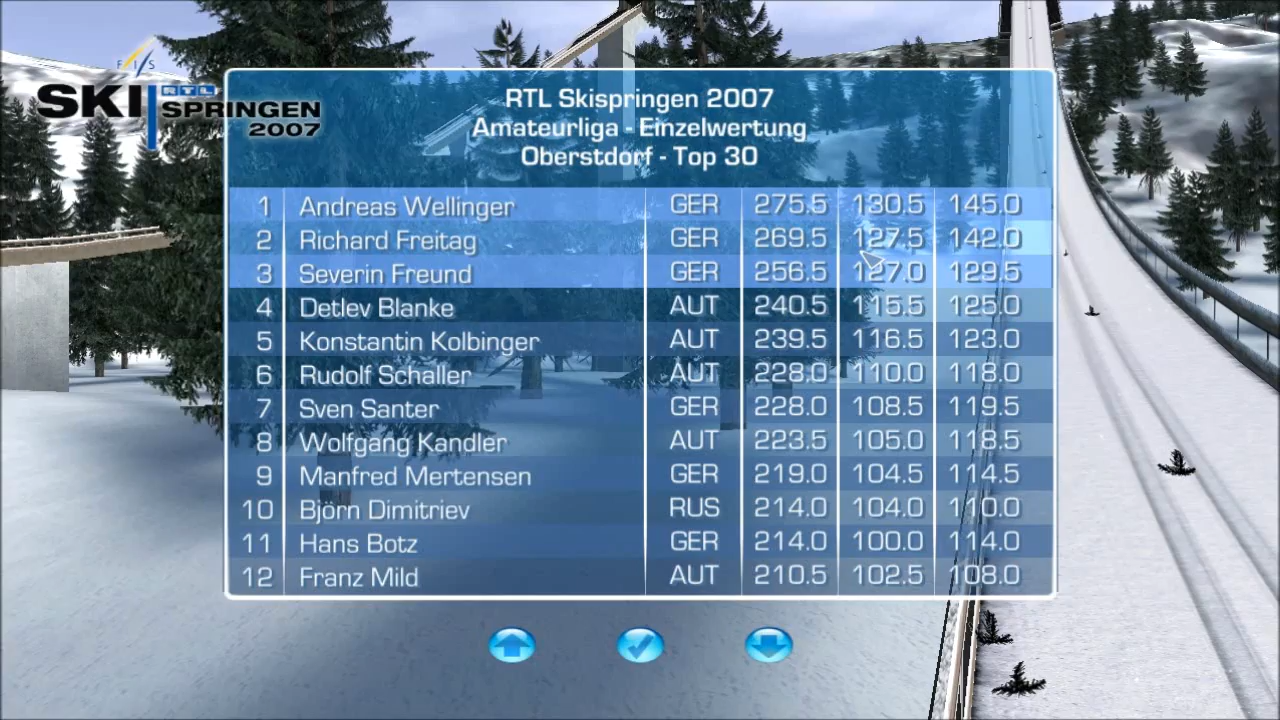 FIS
SKI RTL SPRINGEN 2007
RTL Skispringen 2007
Amateurliga - Einzelwertung
Oberstdorf - Top 30
1 Andreas Wellinger GER 275.5 130.5 145.0
2 Richard Freitag GER 269.5 127.5 142.0
3 Severin Freund GER 256.5 127.0 129.5
4 Detlev Blanke AUT 240.5 115.5 125.0
5 Konstantin Kolbinger AUT 239.5 116.5 123.0
6 Rudolf Schaller AUT 228.0 110.0 118.0
7 Sven Santer GER 228.0 108.5 119.5
8 Wolfgang Kandler AUT 223.5 105.0 118.5
9 Manfred Mertensen GER 219.0 104.5 114.5
10 Björn Dimitriev RUS 214.0 104.0 110.0
11 Hans Botz GER 214.0 100.0 114.0
12 Franz Mild AUT 210.5 102.5 108.0